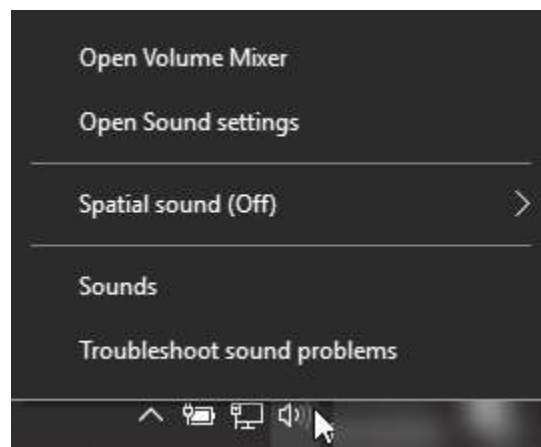 Open Volume Mixer
Open Sound settings
Spatial sound (Off)
Sounds
Troubleshoot sound problems